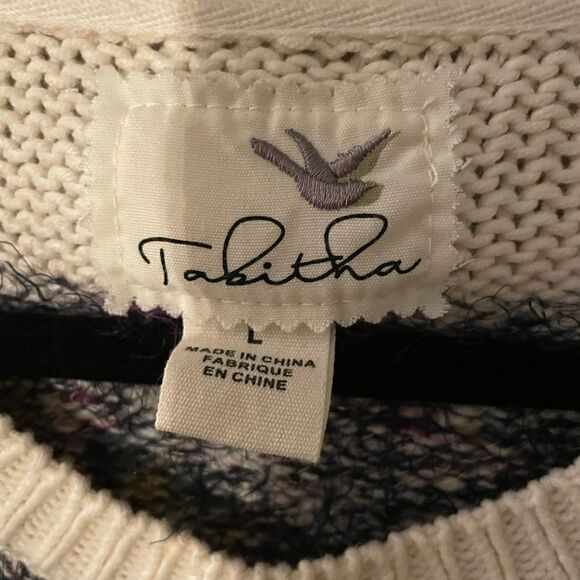 Tabitha
L
MADE IN CHINA
FABRIQUE
EN CHINE